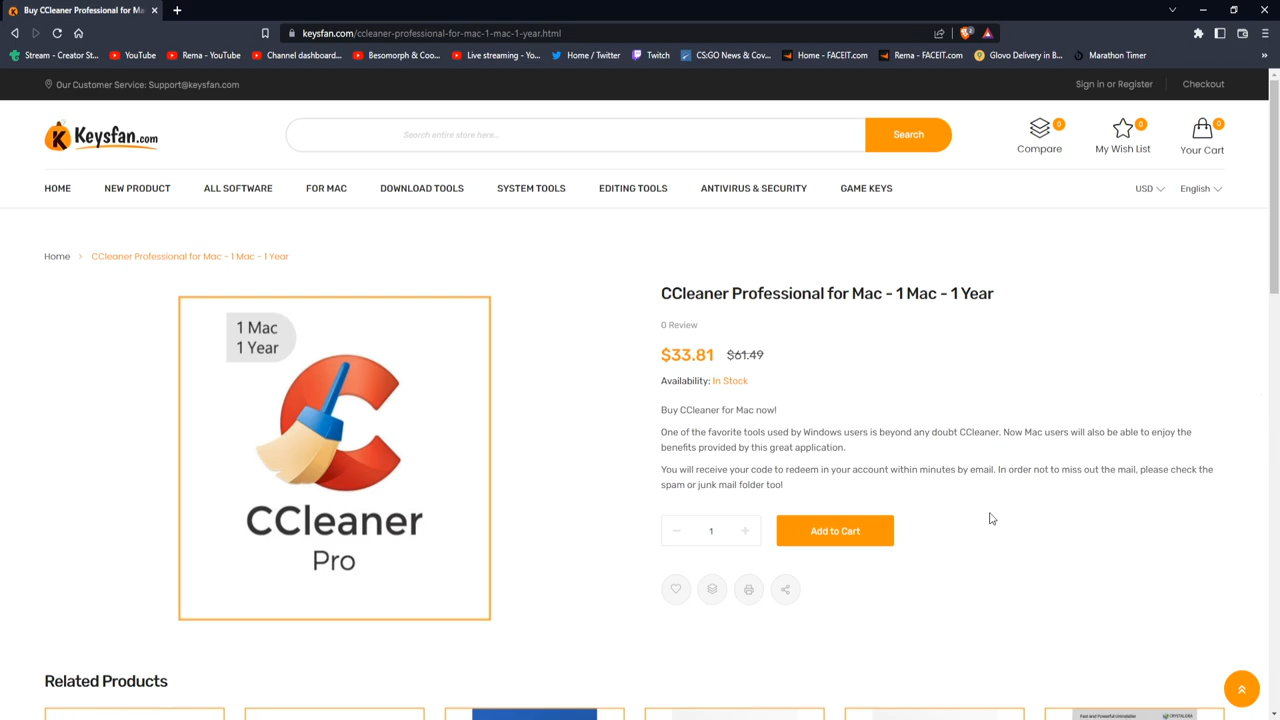 Buy CCleaner Professional for Ma
keysfan.com/ccleaner-professional-for-mac-1-mac-1-year.html
Stream - Creator St...
YouTube
Rema - YouTube
Channel dashboard...
Besomorph & Coo...
Live streaming - Yo...
Home / Twitter
Twitch
CS:GO News & Cov...
Home - FACEIT.com
Rema - FACEIT.com
Glovo Delivery in B...
Marathon Timer
Our Customer Service: Support@keysfan.com
Sign in or Register
Checkout
Keysfan.com
Search entire store here...
Search
0
0
0
Compare
My Wish List
Your Cart
HOME
NEW PRODUCT
ALL SOFTWARE
FOR MAC
DOWNLOAD TOOLS
SYSTEM TOOLS
EDITING TOOLS
ANTIVIRUS & SECURITY
GAME KEYS
USD
English
Home > CCleaner Professional for Mac - 1 Mac - 1 Year
1 Mac
1 Year
CCleaner
Pro
CCleaner Professional for Mac - 1 Mac - 1 Year
0 Review
$33.81 $61.49
Availability: In Stock
Buy CCleaner for Mac now!
One of the favorite tools used by Windows users is beyond any doubt CCleaner. Now Mac users will also be able to enjoy the
benefits provided by this great application.
You will receive your code to redeem in your account within minutes by email. In order not to miss out the mail, please check the
spam or junk mail folder too!
1
Add to Cart
Related Products
Fast and Powerful Uninstaller